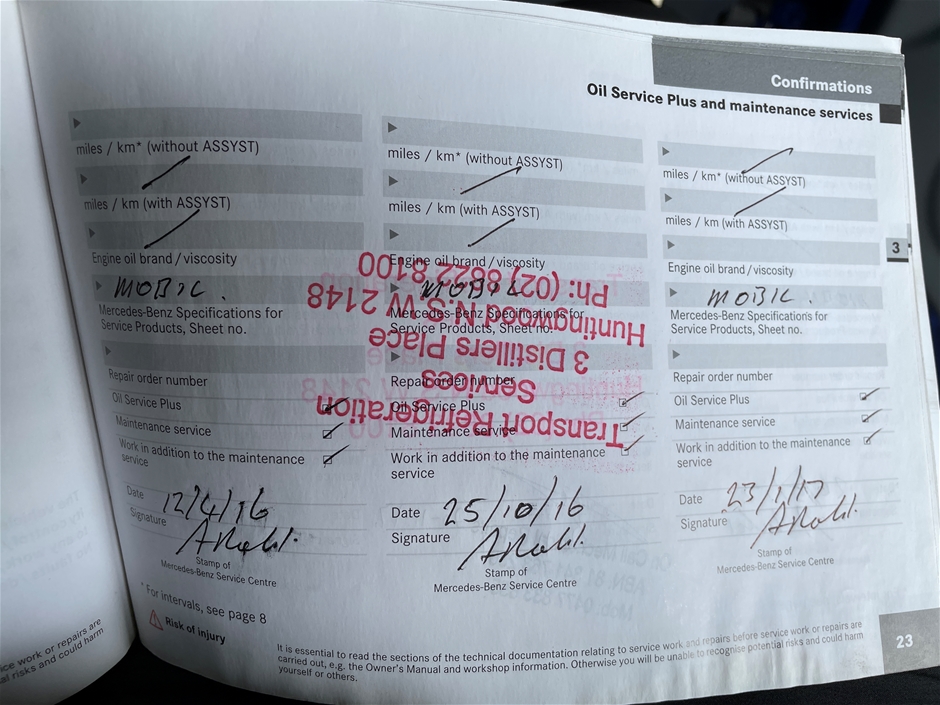 Confirmations
Oil Service Plus and maintenance services
miles / km* (without ASSYST)
miles / km (with ASSYST)
Engine oil brand / viscosity
MOBIL.
Mercedes-Benz Specifications for
Service Products, Sheet no.
Repair order number
Oil Service Plus
Maintenance service
Work in addition to the maintenance
service
Date 12/4/16
Signature
Stamp of
Mercedes-Benz Service Centre
miles / km* (without ASSYST)
miles / km (with ASSYST)
Engine oil brand / viscosity
MOBIL
Mercedes-Benz Specifications for
Service Products, Sheet no.
Repair order number
Oil Service Plus
Maintenance service
Work in addition to the maintenance
service
Date 25/10/16
Signature
Stamp of
Mercedes-Benz Service Centre
Transport Refrigeration
Services
3 Distillers Place
Huntingwood N.S.W 2148
Ph: (02) 8822 8100
miles / km* (without ASSYST)
miles / km (with ASSYST)
Engine oil brand / viscosity
MOBIL.
Mercedes-Benz Specifications for
Service Products, Sheet no.
Repair order number
Oil Service Plus
Maintenance service
Work in addition to the maintenance
service
Date 23/1/17
Signature
Stamp of
Mercedes-Benz Service Centre
3
* For intervals, see page 8
Risk of injury
It is essential to read the sections of the technical documentation relating to service work and repairs before service work or repairs are
carried out, e.g. the Owner's Manual and workshop information. Otherwise you will be unable to recognise potential risks and could harm
yourself or others.
23
ice work or repairs are
al risks and could harm